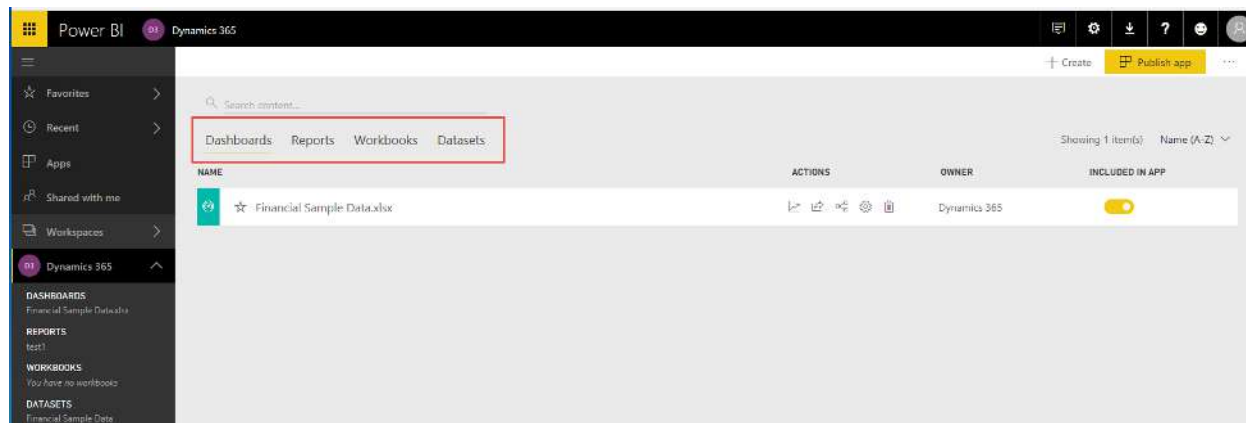 Power BI D3 Dynamics 365 ?
Create Publish app ...
Favorites
Search content...
Recent
Dashboards Reports Workbooks Datasets Showing 1 item(s) Name (A-Z)
Apps
NAME ACTIONS OWNER INCLUDED IN APP
Shared with me
Financial Sample Data.xlsx Dynamics 365
Workspaces
D3 Dynamics 365
DASHBOARDS
Financial Sample Data.xlsx
REPORTS
test1
WORKBOOKS
You have no workbooks
DATASETS
Financial Sample Data